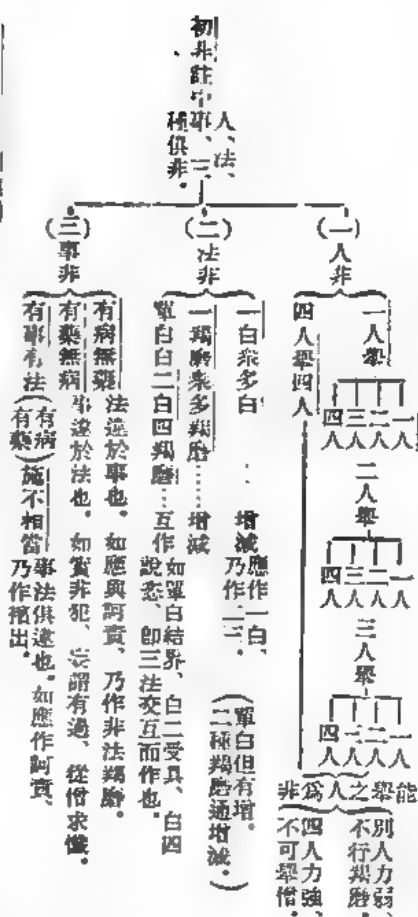 初非註中
人、法、
事、三
種俱非。
(一)人非
一人舉
一人
二人
三人
四人
二人舉
一人
二人
三人
四人
三人舉
一人
二人
三人
四人
四人舉四人
能舉之人為非
別人力弱、
不行羯磨。
四人力強
不可舉僧。
(二)法非
一白眾多白……增減
應作一白、
乃作二三。
(單白但有增。
二種羯磨通增減。)
一羯磨眾多羯磨……增減
單白白二白四羯磨……互作
如單白結界、白二受具、白四
說恣、即三法交互而作也。
(三)事非
有病無藥
法違於事也。如應與訶責、乃作非法羯磨。
有藥無病
事違於法也。如實非犯、妄謂有過、從僧求懺。
有事有法(有病有藥)施不相當
事法俱違也。如應作訶責、
乃作擯出。